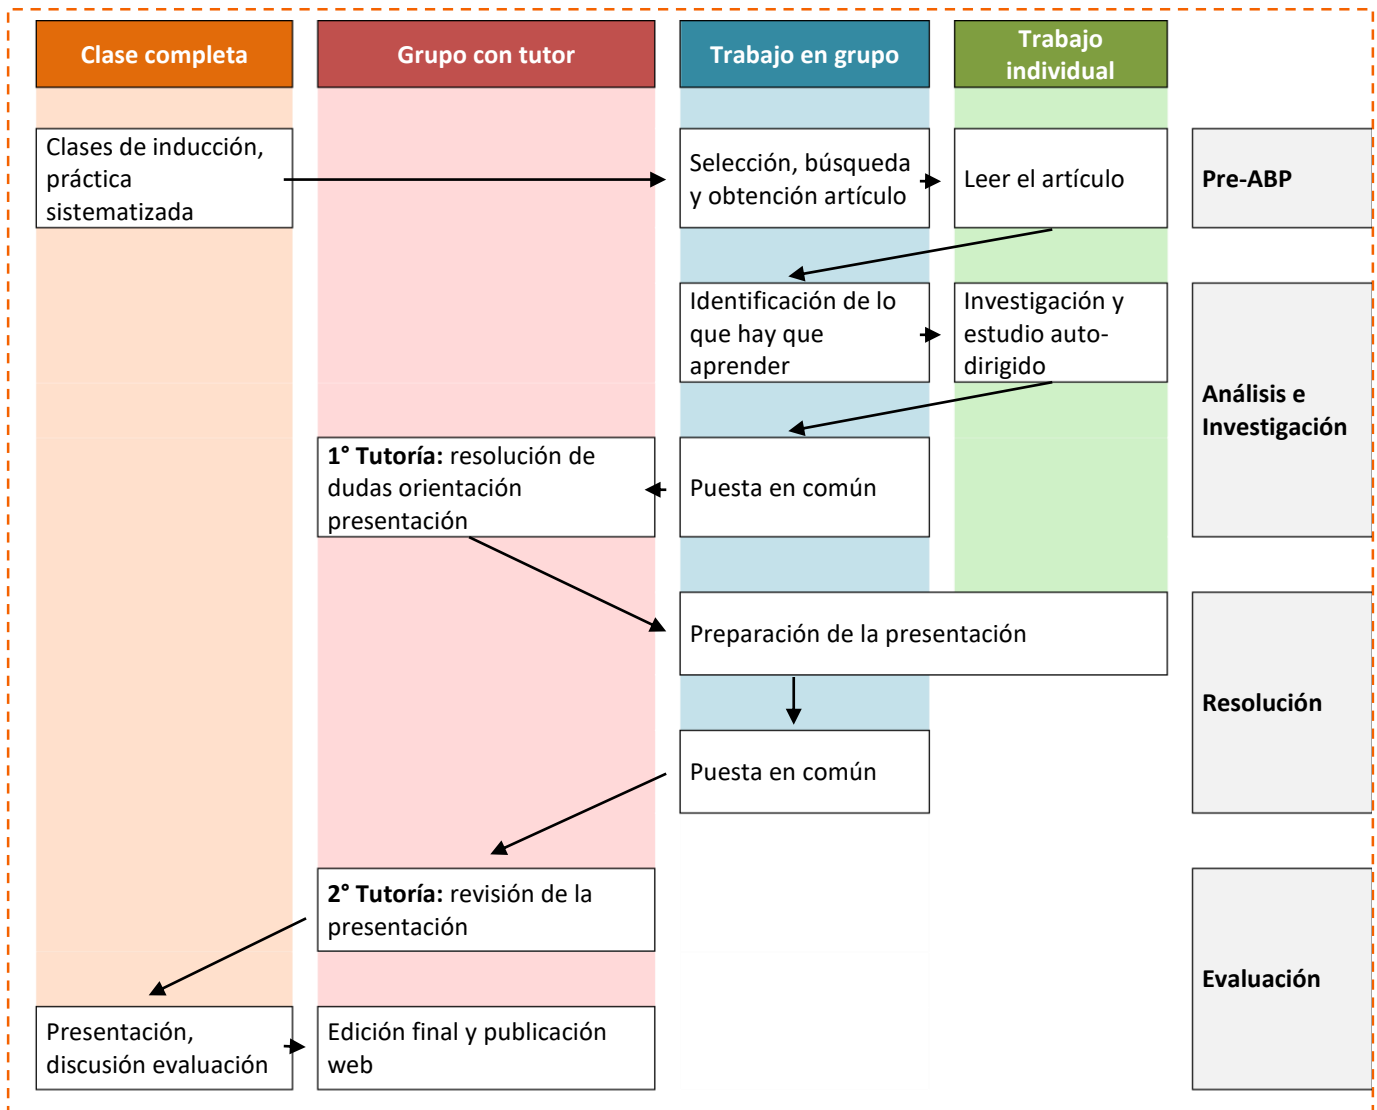 Clase completa
Grupo con tutor
Trabajo en grupo
Trabajo
individual
Clases de inducción,
práctica
sistematizada
Selección, búsqueda
y obtención artículo
Leer el artículo
Pre-ABP
Identificación de lo
que hay que
aprender
Investigación y
estudio auto-
dirigido
Análisis e
Investigación
1° Tutoría: resolución de
dudas orientación
presentación
Puesta en común
Preparación de la presentación
Resolución
Puesta en común
2° Tutoría: revisión de la
presentación
Evaluación
Presentación,
discusión evaluación
Edición final y publicación
web